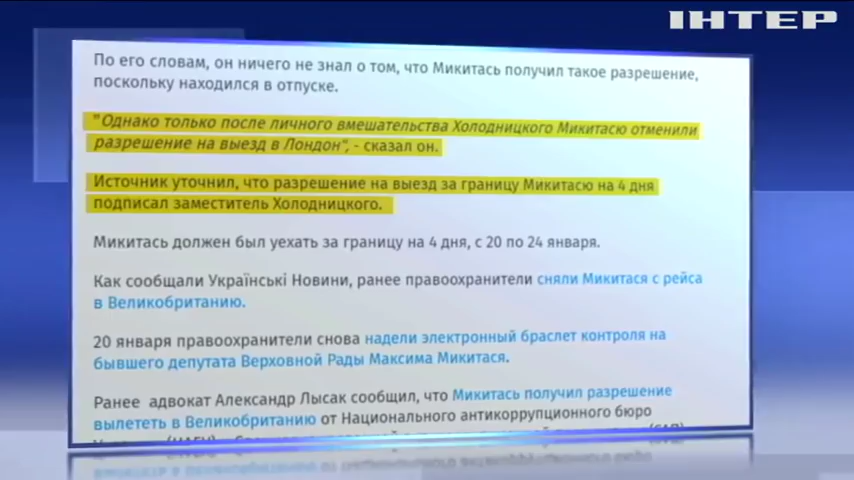 ІНТЕР
По его словам, он ничего не знал о том, что Микитась получил такое разрешение,
поскольку находился в отпуске.
"Однако только после личного вмешательства Холодницкого Микитасю отменили
разрешение на выезд в Лондон", - сказал он.
Источник уточнил, что разрешение на выезд за границу Микитасю на 4 дня
подписал заместитель Холодницкого.
Микитась должен был уехать за границу на 4 дня, с 20 по 24 января.
Как сообщали Українські Новини, ранее правоохранители сняли Микитася с рейса
в Великобританию.
20 января правоохранители снова надели электронный браслет контроля на
бывшего депутата Верховной Рады Максима Микитася.
Ранее адвокат Александр Лысак сообщил, что Микитась получил разрешение
вылететь в Великобританию от Национального антикоррупционного бюро